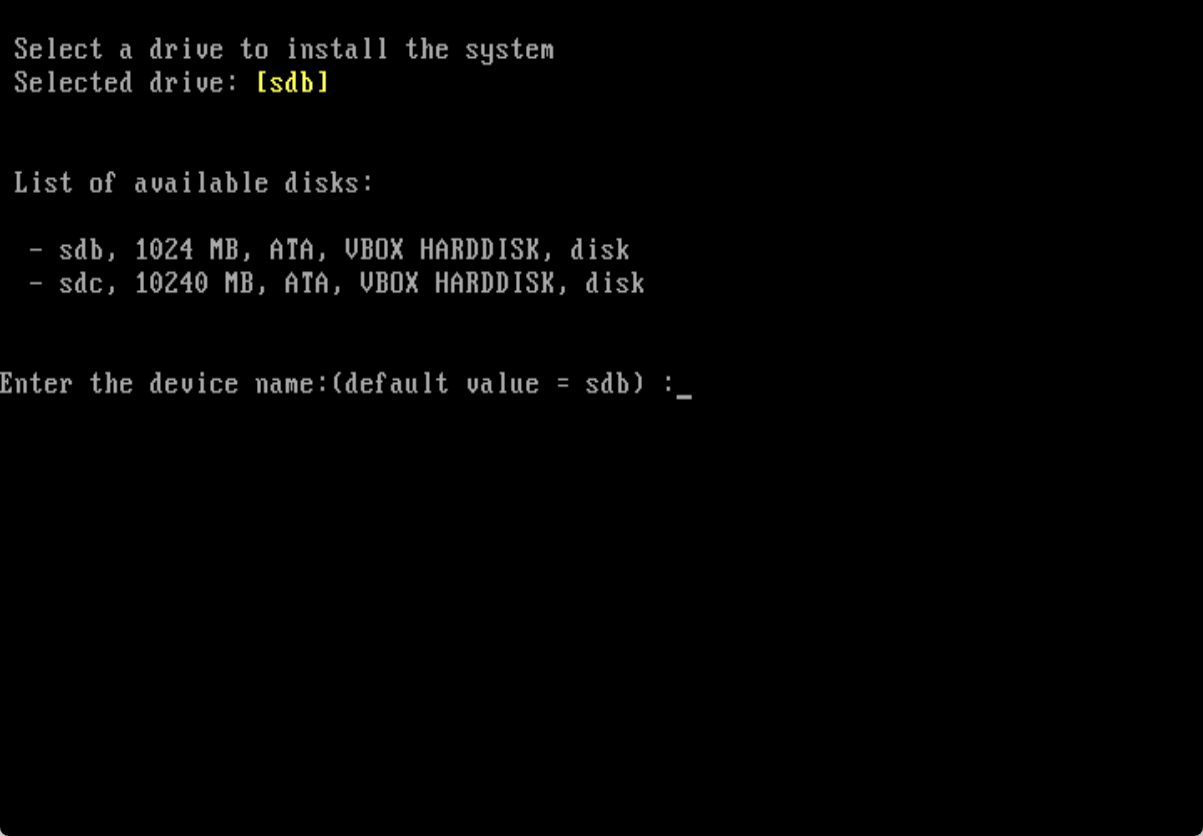 Select a drive to install the system
Selected drive: [sdb]
List of available disks:
- sdb, 1024 MB, ATA, VBOX HARDDISK, disk
- sdc, 10240 MB, ATA, VBOX HARDDISK, disk
Enter the device name:(default value = sdb) :_